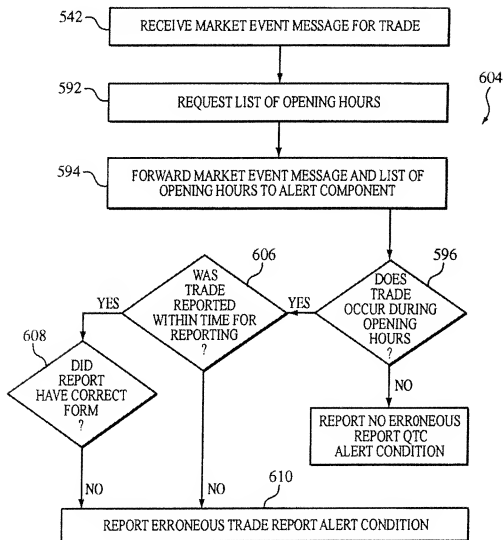 542
RECEIVE MARKET EVENT MESSAGE FOR TRADE
604
592
REQUEST LIST OF OPENING HOURS
594
FORWARD MARKET EVENT MESSAGE AND LIST OF
OPENING HOURS TO ALERT COMPONENT
606
596
WAS
TRADE
REPORTED
WITHIN TIME FOR
REPORTING
?
DOES
TRADE
OCCUR DURING
OPENING
HOURS
?
YES
YES
608
DID
REPORT
HAVE CORRECT
FORM
?
NO
REPORT NO ERRONEOUS
REPORT QTC
ALERT CONDITION
NO
NO
610
REPORT ERRONEOUS TRADE REPORT ALERT CONDITION